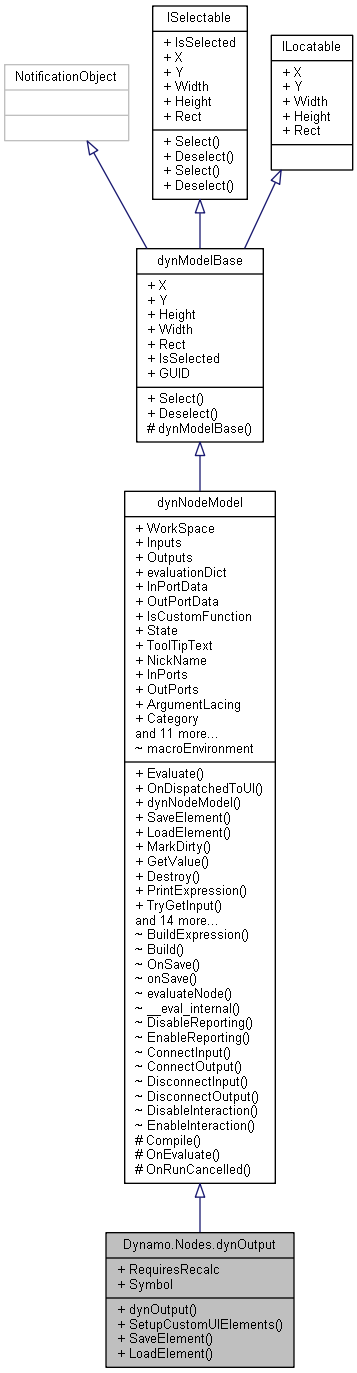 ISelectable
+ IsSelected
+ X
+ Y
+ Width
+ Height
+ Rect
+ Select()
+ Deselect()
+ Select()
+ Deselect()
ILocatable
+ X
+ Y
+ Width
+ Height
+ Rect
NotificationObject
dynModelBase
+ X
+ Y
+ Height
+ Width
+ Rect
+ IsSelected
+ GUID
+ Select()
+ Deselect()
# dynModelBase()
dynNodeModel
+ WorkSpace
+ Inputs
+ Outputs
+ evaluationDict
+ InPortData
+ OutPortData
+ IsCustomFunction
+ State
+ ToolTipText
+ NickName
+ InPorts
+ OutPorts
+ ArgumentLacing
+ Category
and 11 more...
~ macroEnvironment
+ Evaluate()
+ OnDispatchedToUI()
+ dynNodeModel()
+ SaveElement()
+ LoadElement()
+ MarkDirty()
+ GetValue()
+ Destroy()
+ PrintExpression()
+ TryGetInput()
and 14 more...
~ BuildExpression()
~ Build()
~ OnSave()
~ onSave()
~ evaluateNode()
~ __eval_internal()
~ DisableReporting()
~ EnableReporting()
~ ConnectInput()
~ ConnectOutput()
~ DisconnectInput()
~ DisconnectOutput()
~ DisableInteraction()
~ EnableInteraction()
# Compile()
# OnEvaluate()
# OnRunCancelled()
Dynamo.Nodes.dynOutput
+ RequiresRecalc
+ Symbol
+ dynOutput()
+ SetupCustomUIElements()
+ SaveElement()
+ LoadElement()